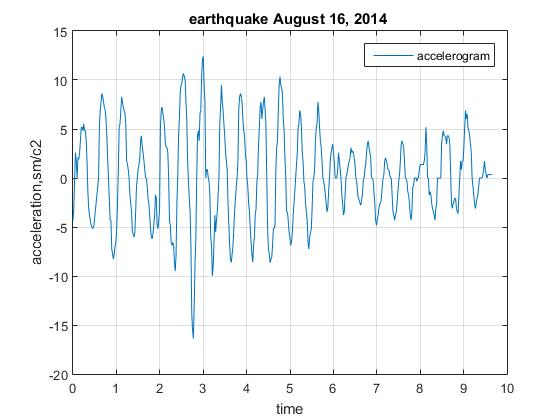 earthquake August 16, 2014
accelerogram
15
10
5
0
-5
-10
-15
-20
acceleration,sm/c2
0 1 2 3 4 5 6 7 8 9 10
time